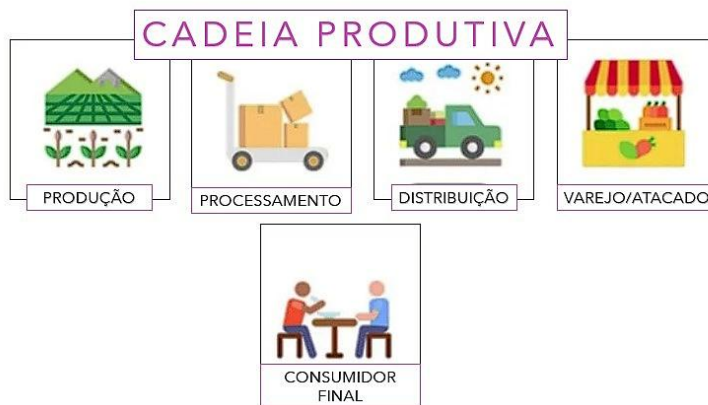 CADEIA PRODUTIVA
PRODUÇÃO
PROCESSAMENTO
DISTRIBUIÇÃO
VAREJO/ATACADO
CONSUMIDOR
FINAL